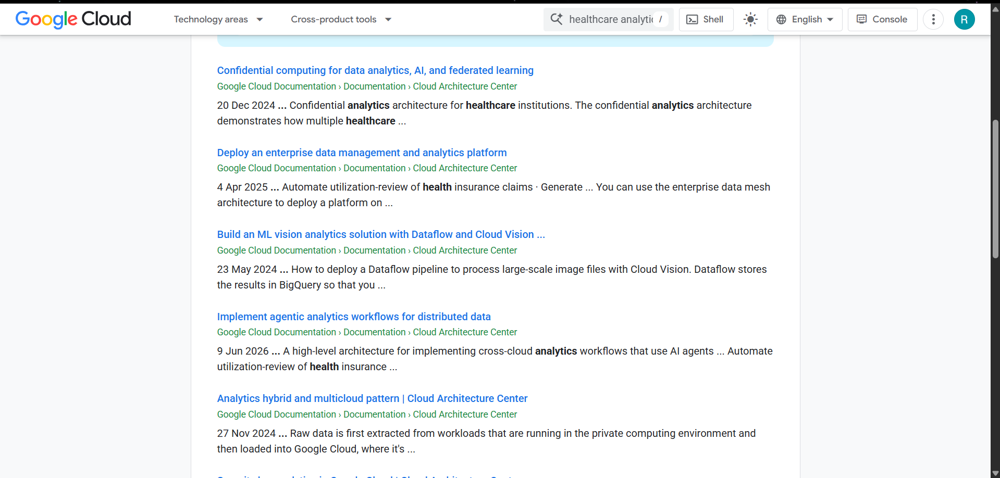 Google Cloud
Technology areas
Cross-product tools
healthcare analytic
/
Shell
English
Console
R
Confidential computing for data analytics, AI, and federated learning
Google Cloud Documentation › Documentation › Cloud Architecture Center
20 Dec 2024 ... Confidential analytics architecture for healthcare institutions. The confidential analytics architecture
demonstrates how multiple healthcare ...
Deploy an enterprise data management and analytics platform
Google Cloud Documentation › Documentation › Cloud Architecture Center
4 Apr 2025 ... Automate utilization-review of health insurance claims · Generate ... You can use the enterprise data mesh
architecture to deploy a platform on ...
Build an ML vision analytics solution with Dataflow and Cloud Vision ...
Google Cloud Documentation › Documentation › Cloud Architecture Center
23 May 2024 ... How to deploy a Dataflow pipeline to process large-scale image files with Cloud Vision. Dataflow stores
the results in BigQuery so that you ...
Implement agentic analytics workflows for distributed data
Google Cloud Documentation › Documentation › Cloud Architecture Center
9 Jun 2026 ... A high-level architecture for implementing cross-cloud analytics workflows that use AI agents ... Automate
utilization-review of health insurance ...
Analytics hybrid and multicloud pattern | Cloud Architecture Center
Google Cloud Documentation › Documentation › Cloud Architecture Center
27 Nov 2024 ... Raw data is first extracted from workloads that are running in the private computing environment and
then loaded into Google Cloud, where it's ...